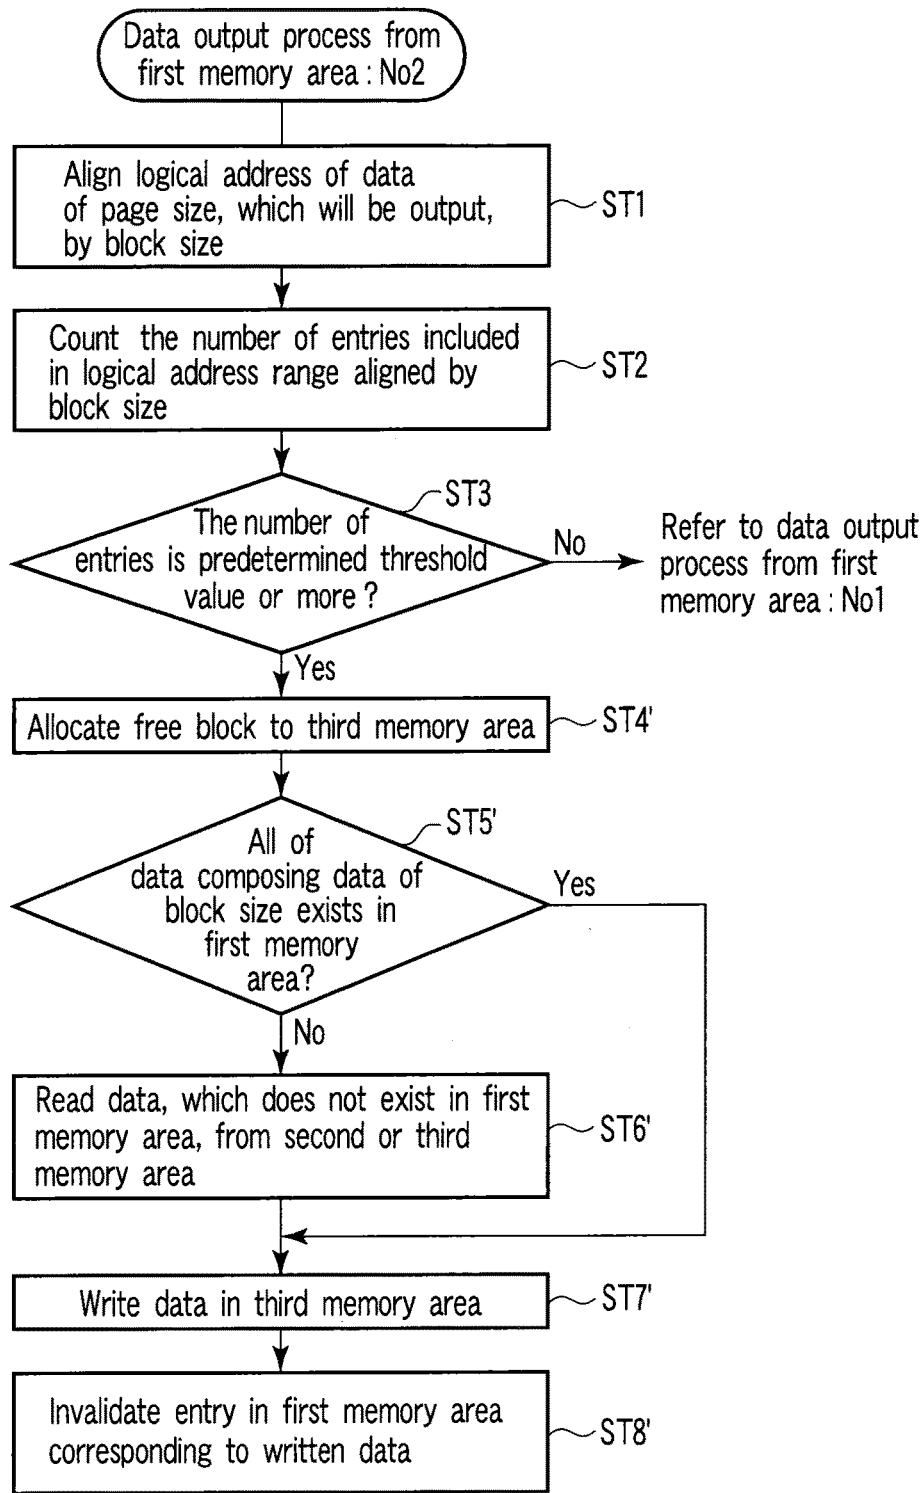 Data output process from
first memory area : No2
Align logical address of data
of page size, which will be output,
by block size
ST1
Count the number of entries included
in logical address range aligned by
block size
ST2
ST3
The number of
entries is predetermined threshold
value or more ?
No
Refer to data output
process from first
memory area : No1
Yes
Allocate free block to third memory area
ST4'
ST5'
All of
data composing data of
block size exists in
first memory
area?
Yes
No
Read data, which does not exist in first
memory area, from second or third
memory area
ST6'
Write data in third memory area
ST7'
Invalidate entry in first memory area
corresponding to written data
ST8'